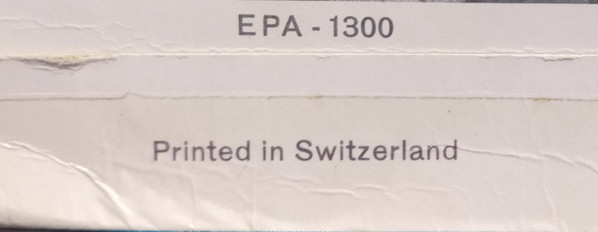 EPA - 1300
Printed in Switzerland